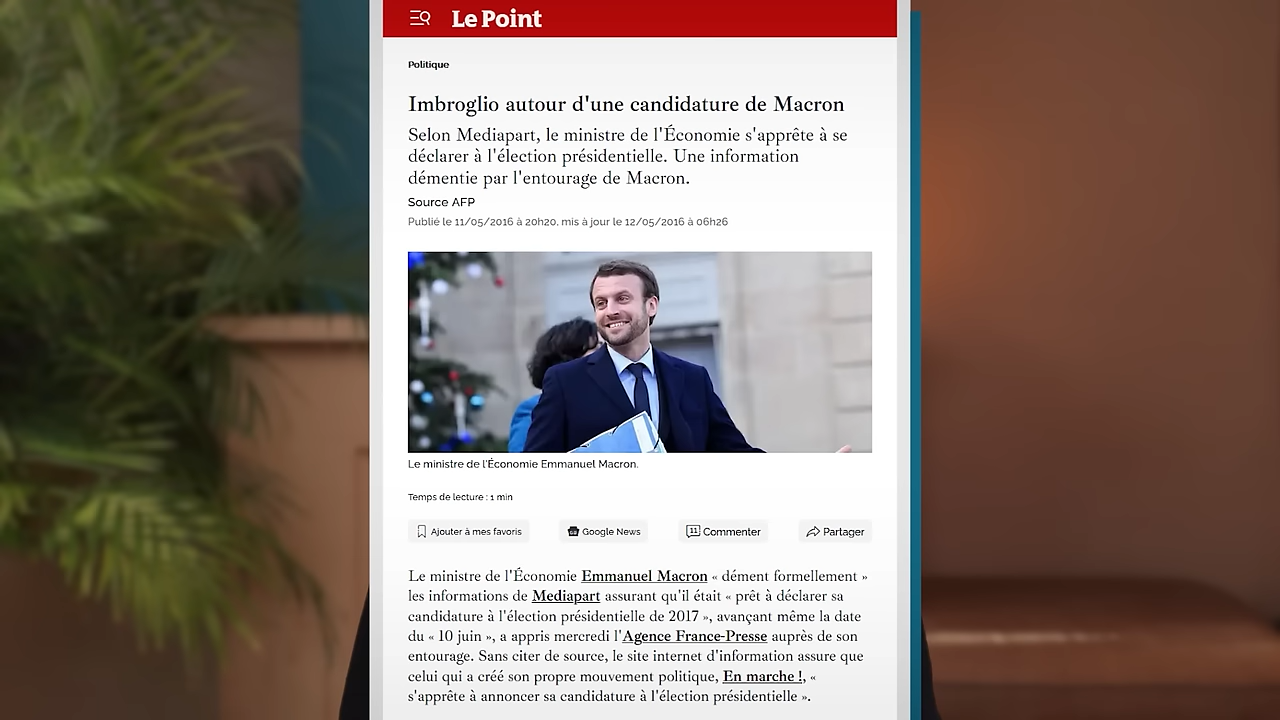 Le Point
Politique
Imbroglio autour d'une candidature de Macron
Selon Mediapart, le ministre de l'Économie s'apprête à se
déclarer à l'élection présidentielle. Une information
démentie par l'entourage de Macron.
Source AFP
Publié le 11/05/2016 à 20h20, mis à jour le 12/05/2016 à 06h26
Le ministre de l'Économie Emmanuel Macron.
Temps de lecture : 1 min
Ajouter à mes favoris
Google News
11 Commenter
Partager
Le ministre de l'Économie Emmanuel Macron « dément formellement »
les informations de Mediapart assurant qu'il était « prêt à déclarer sa
candidature à l'élection présidentielle de 2017 », avançant même la date
du « 10 juin », a appris mercredi l'Agence France-Presse auprès de son
entourage. Sans citer de source, le site internet d'information assure que
celui qui a créé son propre mouvement politique, En marche !, «
s'apprête à annoncer sa candidature à l'élection présidentielle ».